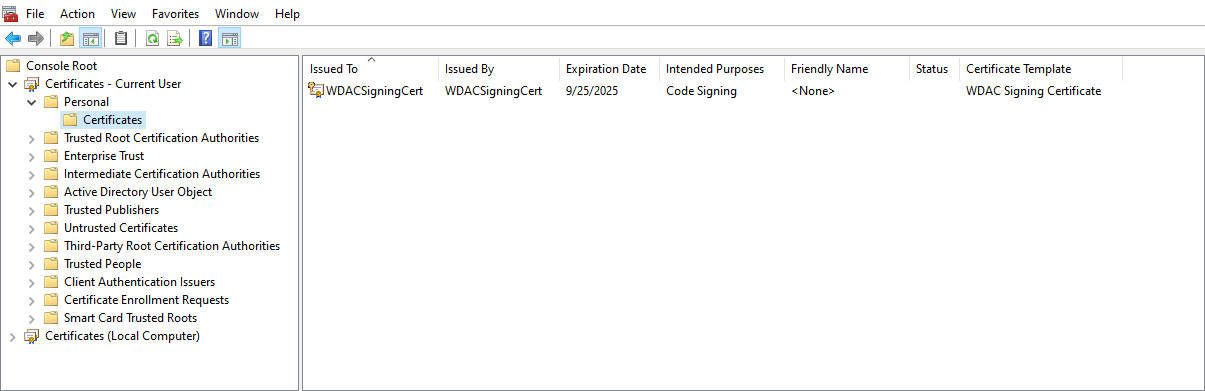 File Action View Favorites Window Help
Console Root
Certificates - Current User
Personal
Certificates
Trusted Root Certification Authorities
Enterprise Trust
Intermediate Certification Authorities
Active Directory User Object
Trusted Publishers
Untrusted Certificates
Third-Party Root Certification Authorities
Trusted People
Client Authentication Issuers
Certificate Enrollment Requests
Smart Card Trusted Roots
Certificates (Local Computer)
Issued To Issued By Expiration Date Intended Purposes Friendly Name Status Certificate Template
WDACSigningCert WDACSigningCert 9/25/2025 Code Signing <None> WDAC Signing Certificate